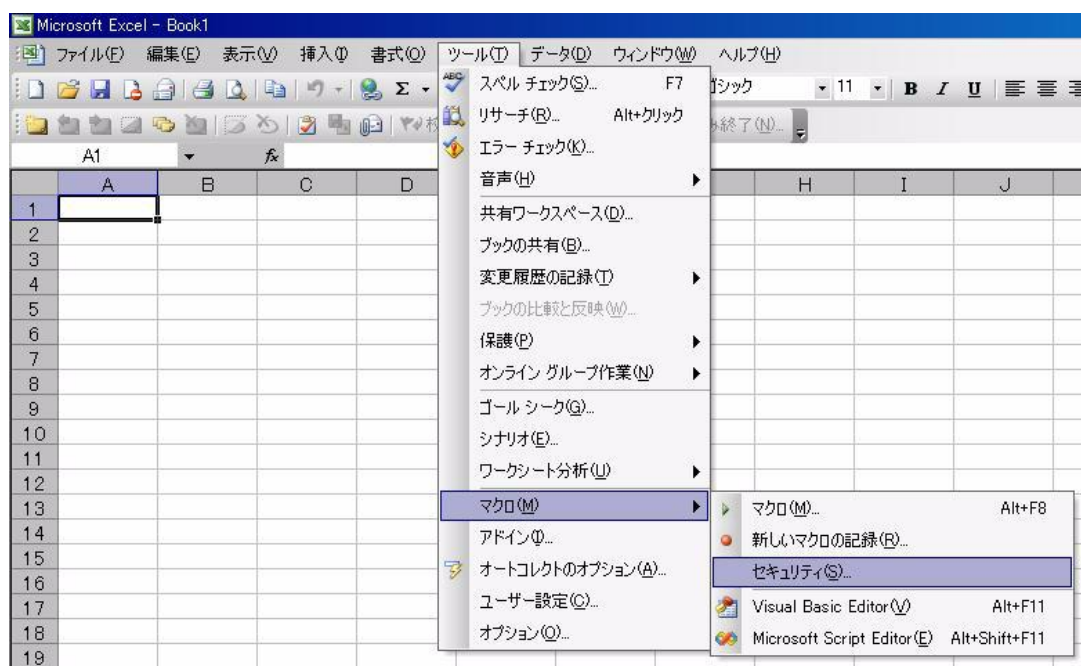 Microsoft Excel - Book1
ファイル(F) 編集(E) 表示(V) 挿入(I) 書式(O) ツール(T) データ(D) ウィンドウ(W) ヘルプ(H)
ゴシック 11 B I U
終了(N)...
A1 fx
A B C D H I J
1
2
3
4
5
6
7
8
9
10
11
12
13
14
15
16
17
18
19
スペル チェック(S)... F7
リサーチ(R)... Alt+クリック
エラー チェック(K)...
音声(H)
共有ワークスペース(D)...
ブックの共有(B)...
変更履歴の記録(T)
ブックの比較と反映(W)...
保護(P)
オンライン グループ作業(N)
ゴール シーク(G)...
シナリオ(E)...
ワークシート分析(U)
マクロ(M)
アドイン(I)...
オートコレクトのオプション(A)...
ユーザー設定(C)...
オプション(O)...
マクロ(M)... Alt+F8
新しいマクロの記録(R)...
セキュリティ(S)...
Visual Basic Editor(V) Alt+F11
Microsoft Script Editor(E) Alt+Shift+F11